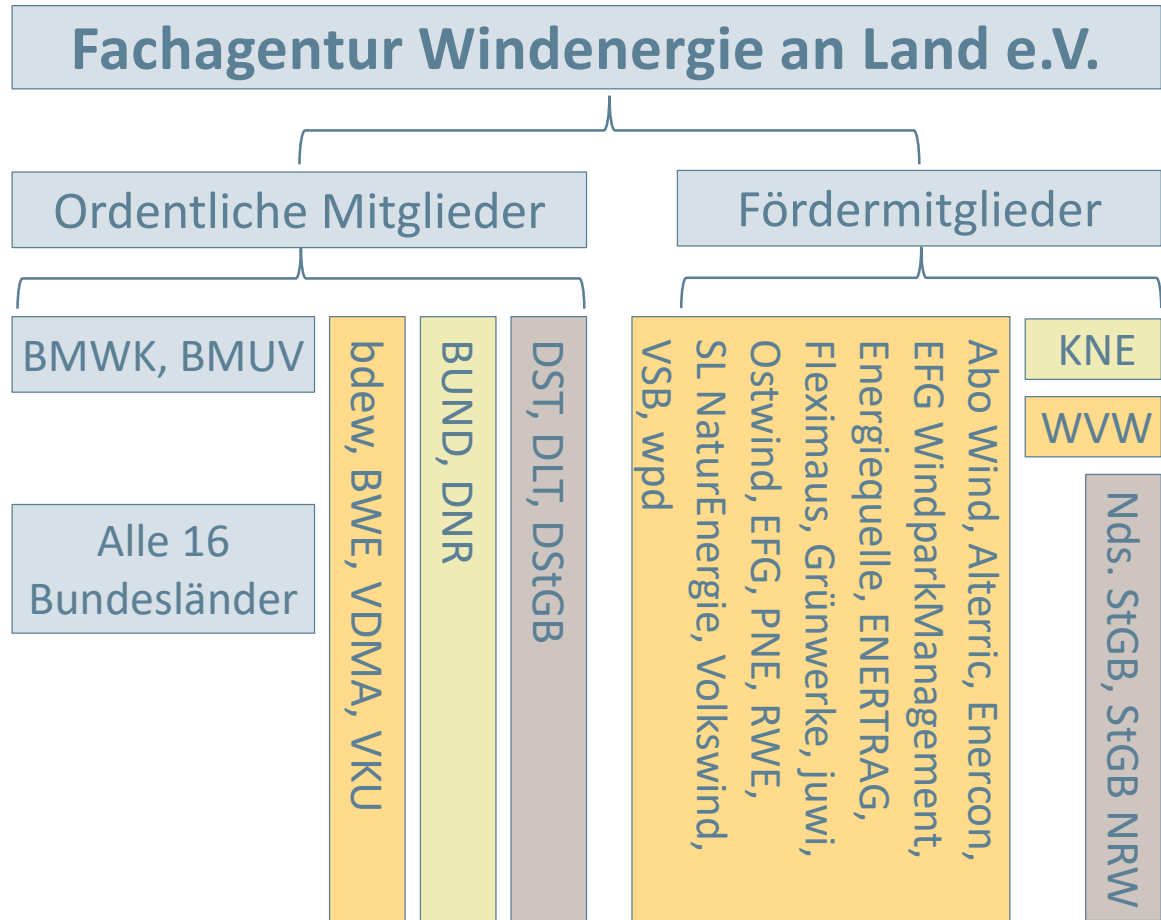 Fachagentur Windenergie an Land e.V.
Ordentliche Mitglieder
Fördermitglieder
BMWK, BMUV
Alle 16
Bundesländer
bdew, BWE, VDMA, VKU
BUND, DNR
DST, DLT, DStGB
Abo Wind, Alterric, Enercon,
EFG WindparkManagement,
Energiequelle, ENERTRAG,
Fleximaus, Grünwerke, juwi,
Ostwind, EFG, PNE, RWE,
SL NaturEnergie, Volkswind,
VSB, wpd
KNE
WVW
Nds. StGB, StGB NRW